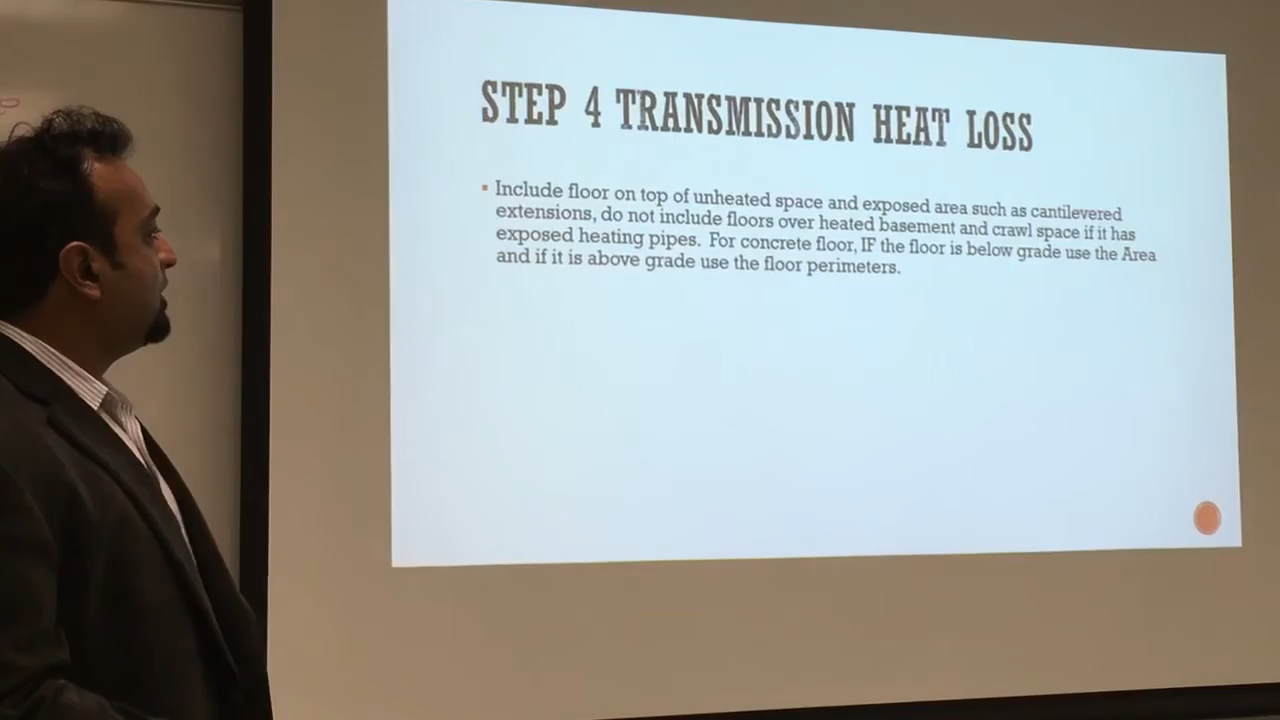 STEP 4 TRANSMISSION HEAT LOSS
Include floor on top of unheated space and exposed area such as cantilevered
extensions, do not include floors over heated basement and crawl space if it has
exposed heating pipes. For concrete floor, IF the floor is below grade use the Area
and if it is above grade use the floor perimeters.